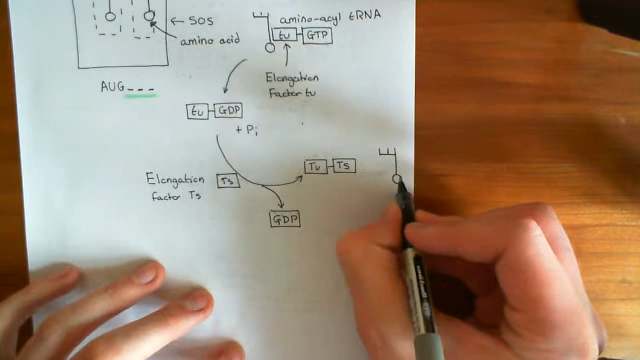 SOS
amino acid
AUG _ _ _
amino-acyl tRNA
tu GTP
Elongation
Factor tu
tu GDP
+ Pi
Elongation
factor Ts
Ts
Tu Ts
GDP